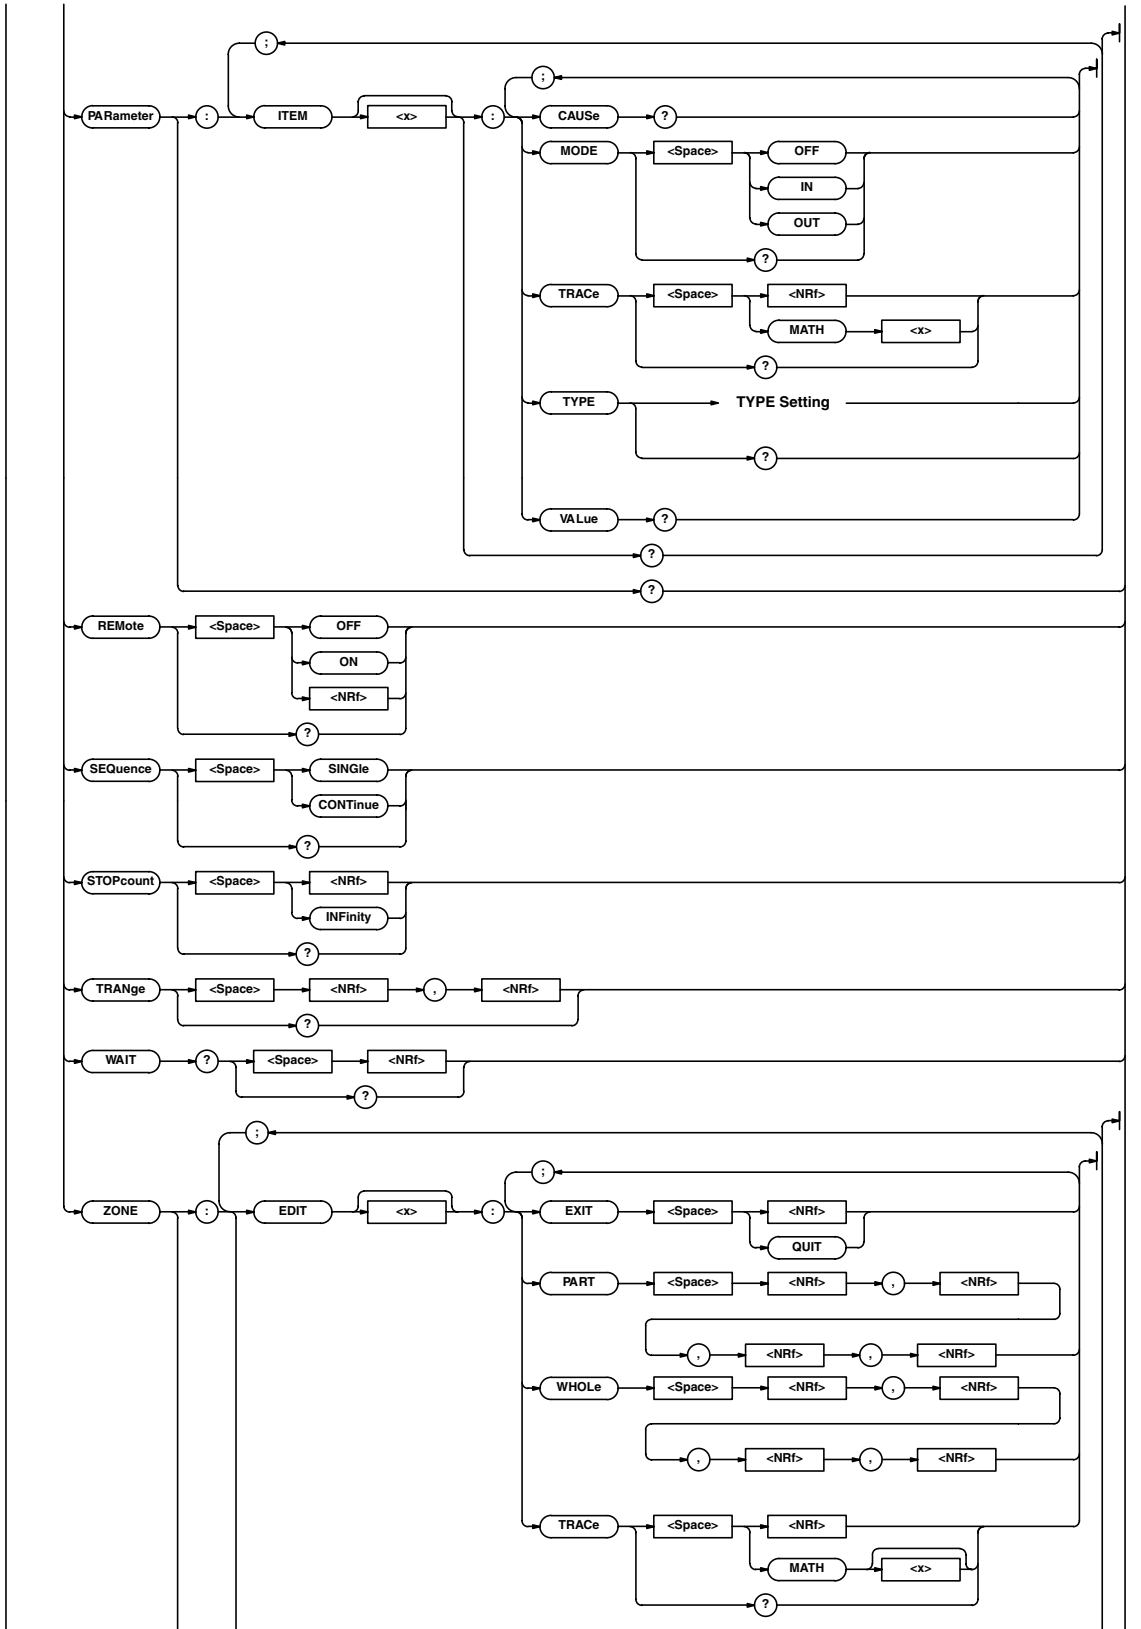 ;
;
PARameter : ITEM <x> : CAUSe ?
MODE <Space> OFF
IN
OUT
?
TRACe <Space> <NRf>
MATH <x>
?
TYPE TYPE Setting
?
VALue ?
?
?
REMote <Space> OFF
ON
<NRf>
?
SEQuence <Space> SINGle
CONTinue
?
STOPcount <Space> <NRf>
INFinity
?
TRANge <Space> <NRf> , <NRf>
?
WAIT ? <Space> <NRf>
?
;
;
ZONE : EDIT <x> : EXIT <Space> <NRf>
QUIT
PART <Space> <NRf> , <NRf>
, <NRf> , <NRf>
WHOLe <Space> <NRf> , <NRf>
, <NRf> , <NRf>
TRACe <Space> <NRf>
MATH <x>
?